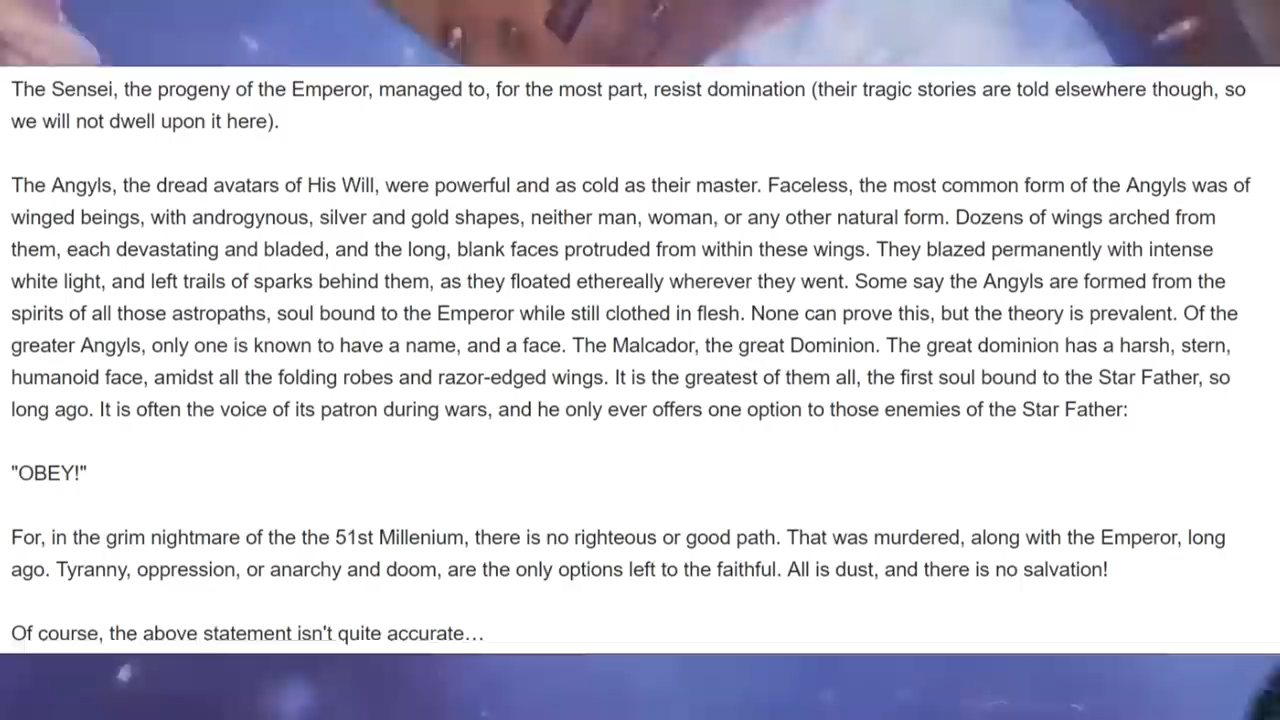 The Sensei, the progeny of the Emperor, managed to, for the most part, resist domination (their tragic stories are told elsewhere though, so
we will not dwell upon it here).
The Angyls, the dread avatars of His Will, were powerful and as cold as their master. Faceless, the most common form of the Angyls was of
winged beings, with androgynous, silver and gold shapes, neither man, woman, or any other natural form. Dozens of wings arched from
them, each devastating and bladed, and the long, blank faces protruded from within these wings. They blazed permanently with intense
white light, and left trails of sparks behind them, as they floated ethereally wherever they went. Some say the Angyls are formed from the
spirits of all those astropaths, soul bound to the Emperor while still clothed in flesh. None can prove this, but the theory is prevalent. Of the
greater Angyls, only one is known to have a name, and a face. The Malcador, the great Dominion. The great dominion has a harsh, stern,
humanoid face, amidst all the folding robes and razor-edged wings. It is the greatest of them all, the first soul bound to the Star Father, so
long ago. It is often the voice of its patron during wars, and he only ever offers one option to those enemies of the Star Father:
"OBEY!"
For, in the grim nightmare of the the 51st Millenium, there is no righteous or good path. That was murdered, along with the Emperor, long
ago. Tyranny, oppression, or anarchy and doom, are the only options left to the faithful. All is dust, and there is no salvation!
Of course, the above statement isn't quite accurate…